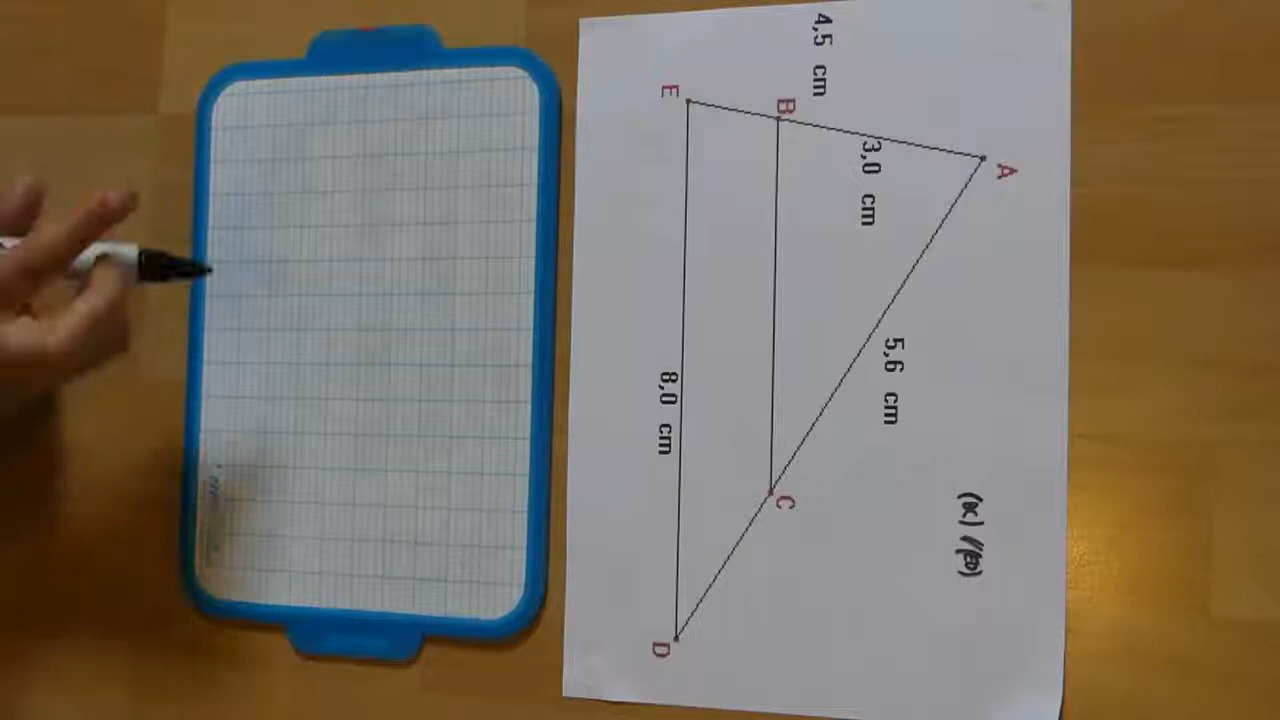 A
3,0 cm
4,5 cm
B
E
5,6 cm
C
(BC) //(ED)
8,0 cm
D